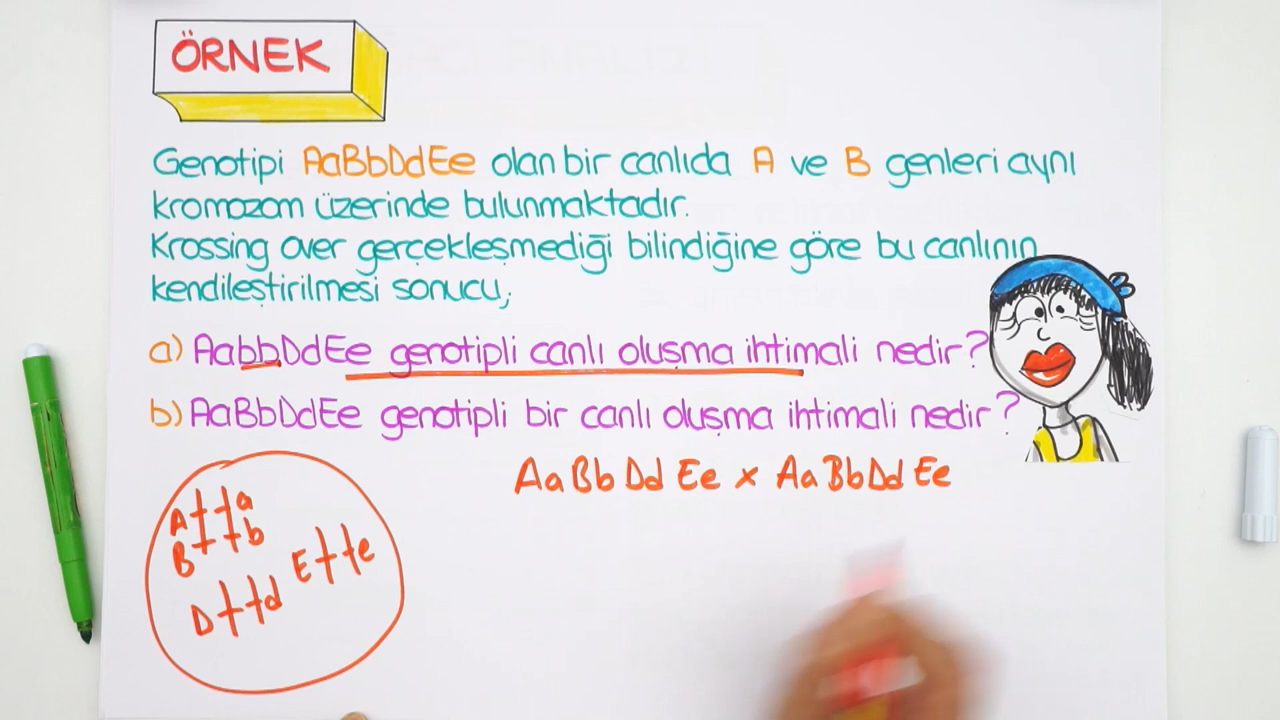 ÖRNEK
Genotipi AaBbDdEe olan bir canlıda A ve B genleri aynı
kromozom üzerinde bulunmaktadır.
Krossing over gerçekleşmediği bilindiğine göre bu canlının
kendileştirilmesi sonucu;
a) AabbDdEe genotipli canlı oluşma ihtimali nedir?
b) AaBbDdEe genotipli bir canlı oluşma ihtimali nedir?
AaBbDdEe x AaBbDdEe
A a
B b
E e
D d